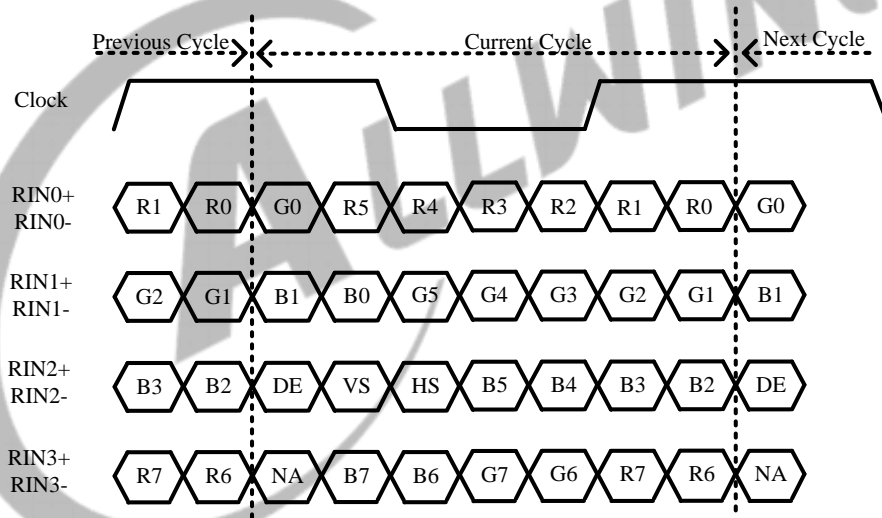 Previous Cycle Current Cycle Next Cycle
Clock
RIN0+
RIN0-
R1 R0 G0 R5 R4 R3 R2 R1 R0 G0
RIN1+
RIN1-
G2 G1 B1 B0 G5 G4 G3 G2 G1 B1
RIN2+
RIN2-
B3 B2 DE VS HS B5 B4 B3 B2 DE
RIN3+
RIN3-
R7 R6 NA B7 B6 G7 G6 R7 R6 NA